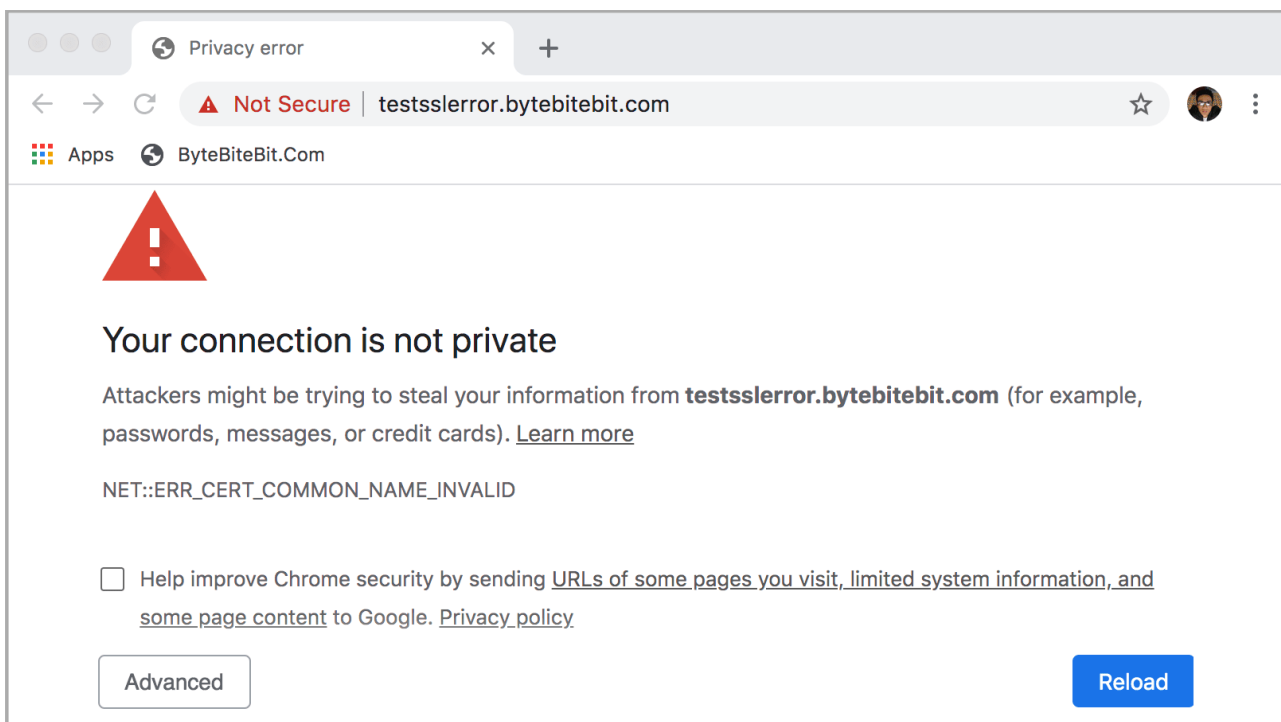 Privacy error
Not Secure testsslerror.bytebitebit.com
Apps ByteBiteBit.Com
Your connection is not private
Attackers might be trying to steal your information from testsslerror.bytebitebit.com (for example,
passwords, messages, or credit cards). Learn more
NET::ERR_CERT_COMMON_NAME_INVALID
Help improve Chrome security by sending URLs of some pages you visit, limited system information, and
some page content to Google. Privacy policy
Advanced Reload